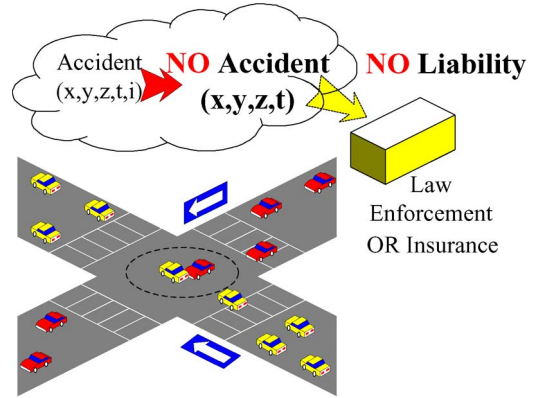 Accident
(x,y,z,t,i)
NO Accident
(x,y,z,t)
NO Liability
Law
Enforcement
OR Insurance